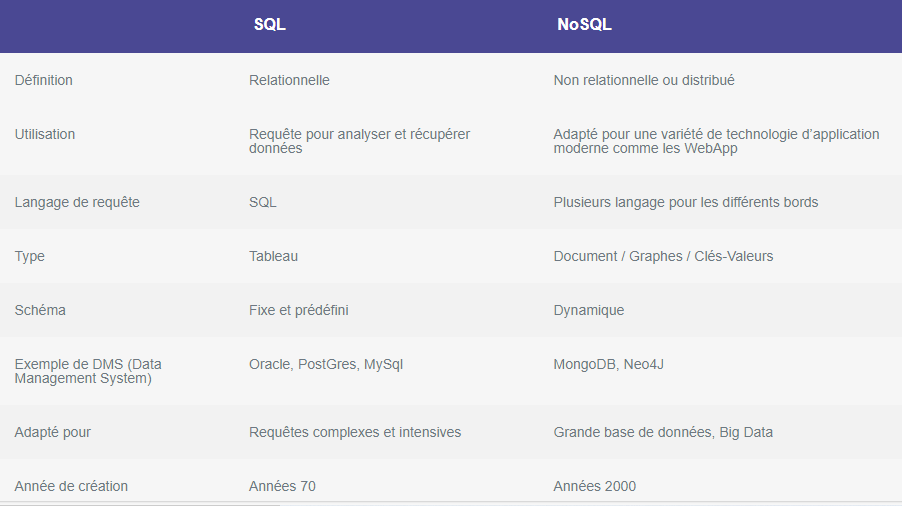 SQL NoSQL
Définition Relationnelle Non relationnelle ou distribué
Utilisation Requête pour analyser et récupérer Adapté pour une variété de technologie d'application
données moderne comme les WebApp
Langage de requête SQL Plusieurs langage pour les différents bords
Type Tableau Document / Graphes / Clés-Valeurs
Schéma Fixe et prédéfini Dynamique
Exemple de DMS (Data Oracle, PostGres, MySql MongoDB, Neo4J
Management System)
Adapté pour Requêtes complexes et intensives Grande base de données, Big Data
Année de création Années 70 Années 2000